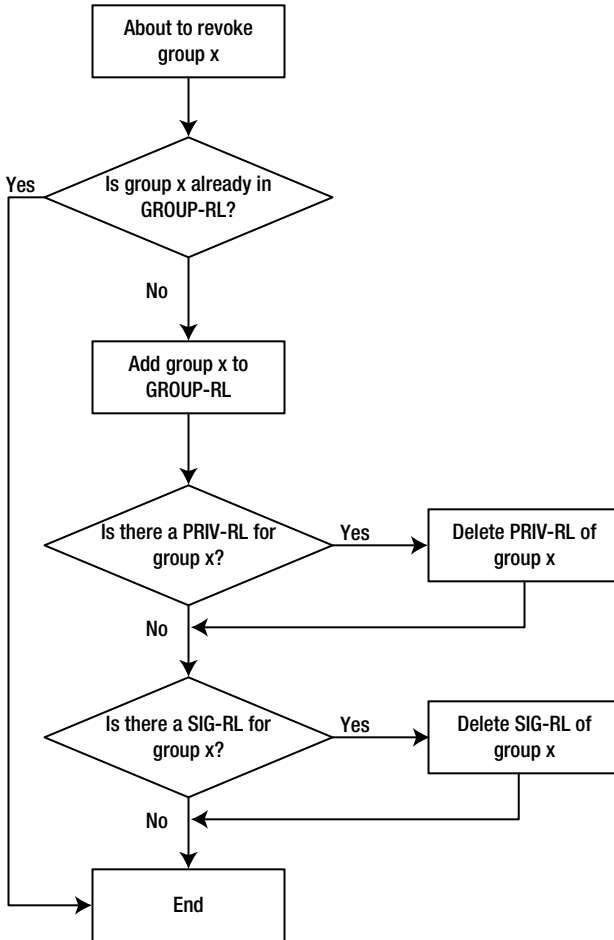 About to revoke
group x
Yes
Is group x already in
GROUP-RL?
No
Add group x to
GROUP-RL
Is there a PRIV-RL for
group x?
Yes
Delete PRIV-RL of
group x
No
Is there a SIG-RL for
group x?
Yes
Delete SIG-RL of
group x
No
End